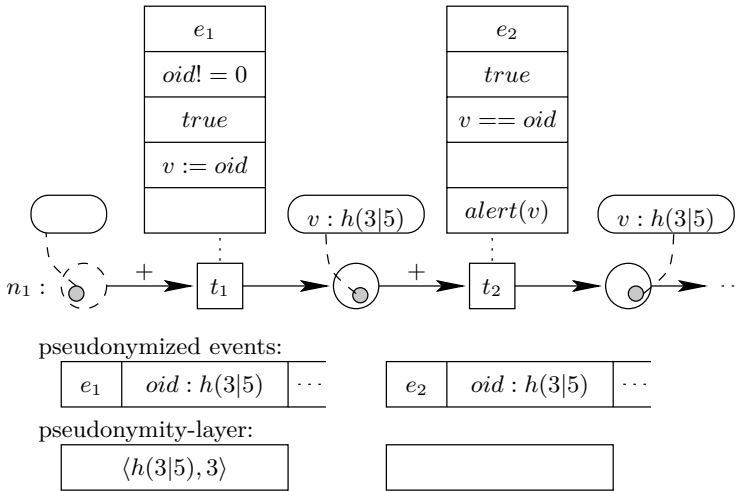 e₁ e₂
oid! = 0 true
true v == oid
v := oid
alert(v)
v : h(3|5) v : h(3|5)
n₁ : + t₁ + t₂ ··
pseudonymized events:
e₁ oid : h(3|5) ··· e₂ oid : h(3|5) ···
pseudonymity-layer:
⟨h(3|5), 3⟩